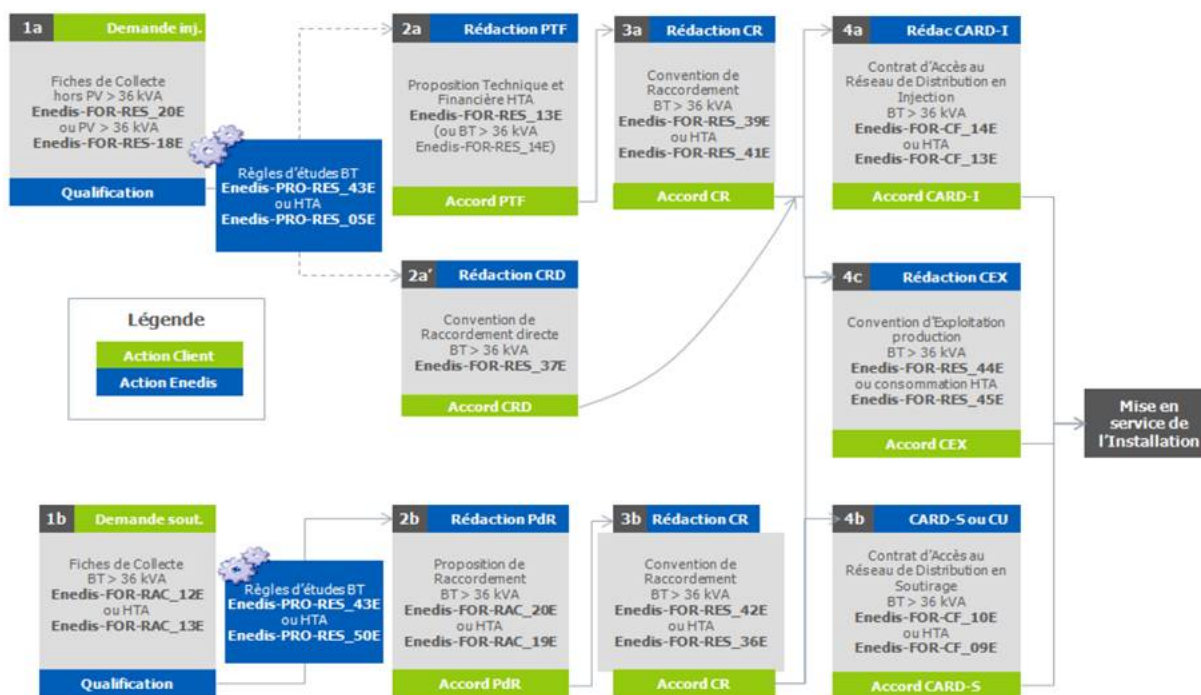 1a Demande inj.
Fiches de Collecte
hors PV > 36 kVA
Enedis-FOR-RES_20E
ou PV > 36 kVA
Enedis-FOR-RES-18E
Qualification
Règles d'études BT
Enedis-PRO-RES_43E
ou HTA
Enedis-PRO-RES_05E
2a Rédaction PTF
Proposition Technique et
Financière HTA
Enedis-FOR-RES_13E
(ou BT > 36 kVA
Enedis-FOR-RES_14E)
Accord PTF
3a Rédaction CR
Convention de
Raccordement
BT > 36 kVA
Enedis-FOR-RES_39E
ou HTA
Enedis-FOR-RES_41E
Accord CR
4a Rédac CARD-I
Contrat d'Accès au
Réseau de Distribution en
Injection
BT > 36 kVA
Enedis-FOR-CF_14E
ou HTA
Enedis-FOR-CF_13E
Accord CARD-I
2a' Rédaction CRD
Convention de
Raccordement directe
BT > 36 kVA
Enedis-FOR-RES_37E
Accord CRD
4c Rédaction CEX
Convention d'Exploitation
production
BT > 36 kVA
Enedis-FOR-RES_44E
ou consommation HTA
Enedis-FOR-RES_45E
Accord CEX
Légende
Action Client
Action Enedis
Mise en
service de
l'Installation
1b Demande sout.
Fiches de Collecte
BT > 36 kVA
Enedis-FOR-RAC_12E
ou HTA
Enedis-FOR-RAC_13E
Qualification
Règles d'études BT
Enedis-PRO-RES_43E
ou HTA
Enedis-PRO-RES_50E
2b Rédaction PdR
Proposition de
Raccordement
BT > 36 kVA
Enedis-FOR-RAC_20E
ou HTA
Enedis-FOR-RAC_19E
Accord PdR
3b Rédaction CR
Convention de
Raccordement
BT > 36 kVA
Enedis-FOR-RES_42E
ou HTA
Enedis-FOR-RES_36E
Accord CR
4b CARD-S ou CU
Contrat d'Accès au
Réseau de Distribution en
Soutirage
BT > 36 kVA
Enedis-FOR-CF_10E
ou HTA
Enedis-FOR-CF_09E
Accord CARD-S